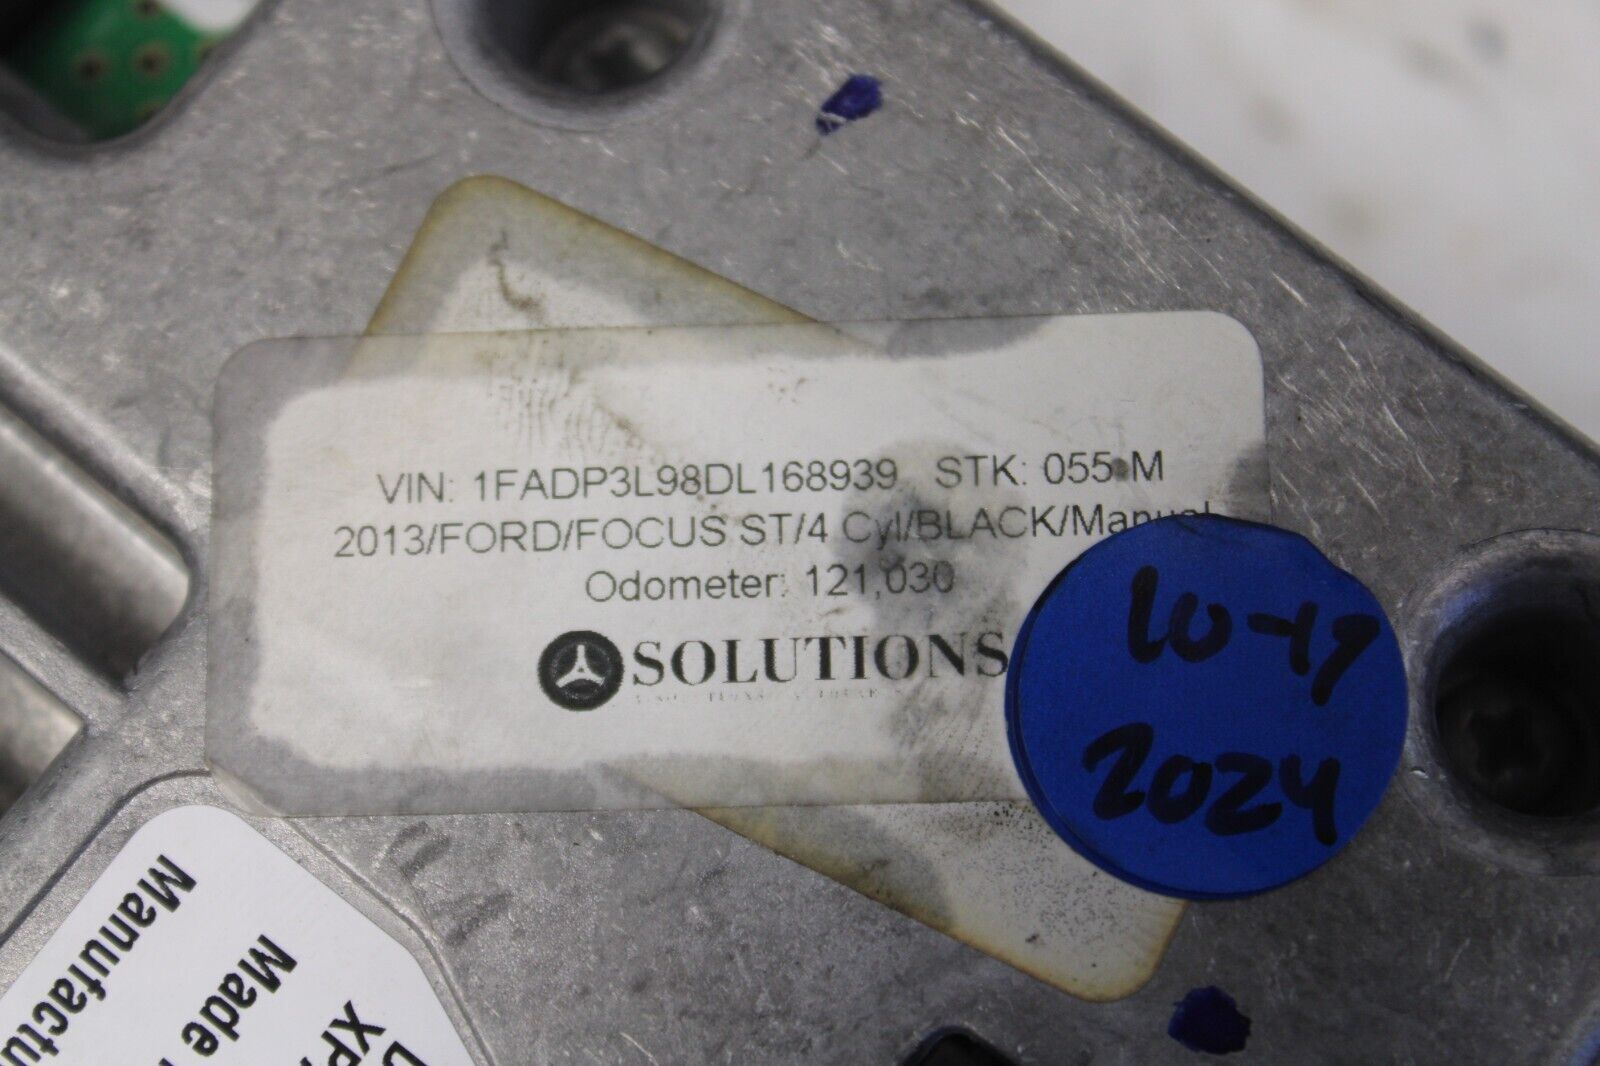 VIN: 1FADP3L98DL168939 STK: 055-M
2013/FORD/FOCUS ST/4 Cyl/BLACK/Manual
Odometer: 121,030
SOLUTIONS
10-19
2024
Made
Manufactu
XP